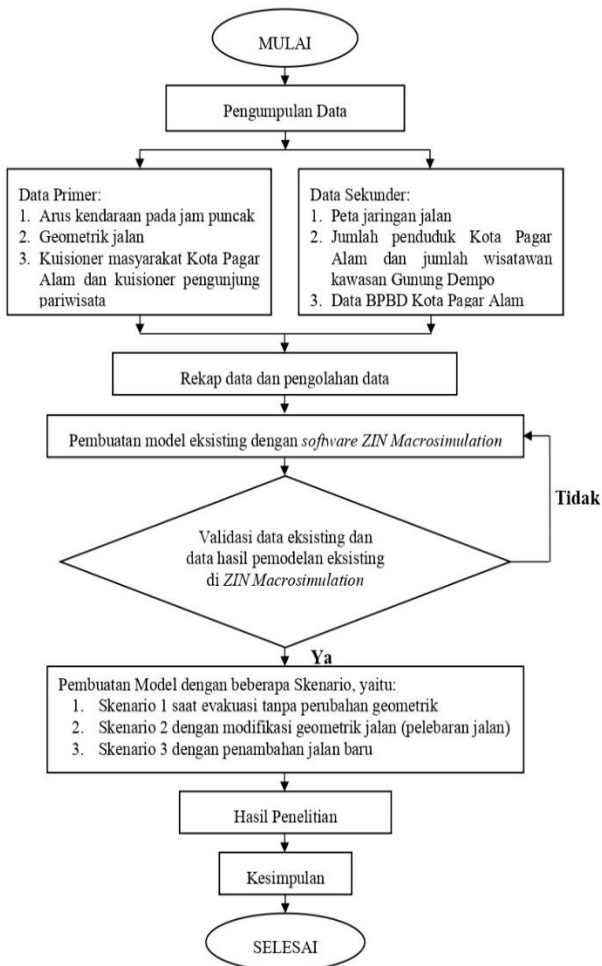 MULAI
Pengumpulan Data
Data Primer:
1. Arus kendaraan pada jam puncak
2. Geometrik jalan
3. Kuisioner masyarakat Kota Pagar
Alam dan kuisioner pengunjung
pariwisata
Data Sekunder:
1. Peta jaringan jalan
2. Jumlah penduduk Kota Pagar
Alam dan jumlah wisatawan
kawasan Gunung Dempo
3. Data BPBD Kota Pagar Alam
Rekap data dan pengolahan data
Pembuatan model eksisting dengan software ZIN Macrosimulation
Tidak
Validasi data eksisting dan
data hasil pemodelan eksisting
di ZIN Macrosimulation
Ya
Pembuatan Model dengan beberapa Skenario, yaitu:
1. Skenario 1 saat evakuasi tanpa perubahan geometrik
2. Skenario 2 dengan modifikasi geometrik jalan (pelebaran jalan)
3. Skenario 3 dengan penambahan jalan baru
Hasil Penelitian
Kesimpulan
SELESAI